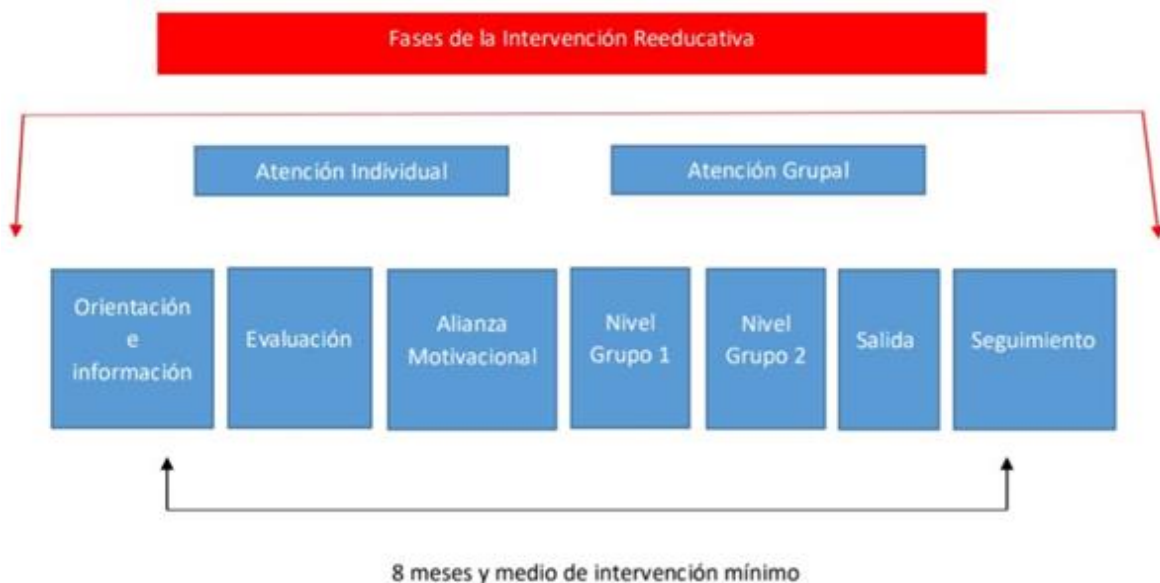 Fases de la Intervención Reeducativa
Atención Individual
Atención Grupal
Orientación
e
información
Evaluación
Alianza
Motivacional
Nivel
Grupo 1
Nivel
Grupo 2
Salida
Seguimiento
8 meses y medio de intervención mínimo